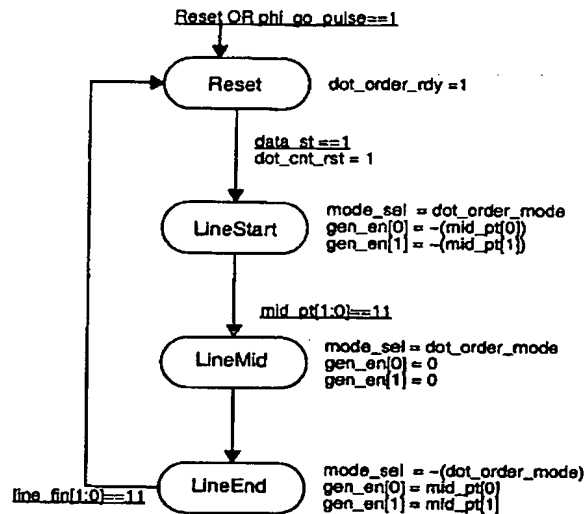 Reset OR phi_go_pulse==1
Reset
dot_order_rdy =1
data_st==1
dot_cnt_rst = 1
LineStart
mode_sel = dot_order_mode
gen_en[0] = ~(mid_pt[0])
gen_en[1] = ~(mid_pt[1])
mid_pt[1:0]==11
LineMid
mode_sel = dot_order_mode
gen_en[0] = 0
gen_en[1] = 0
LineEnd
mode_sel = ~(dot_order_mode)
gen_en[0] = mid_pt[0]
gen_en[1] = mid_pt[1]
line_fin[1:0]==11